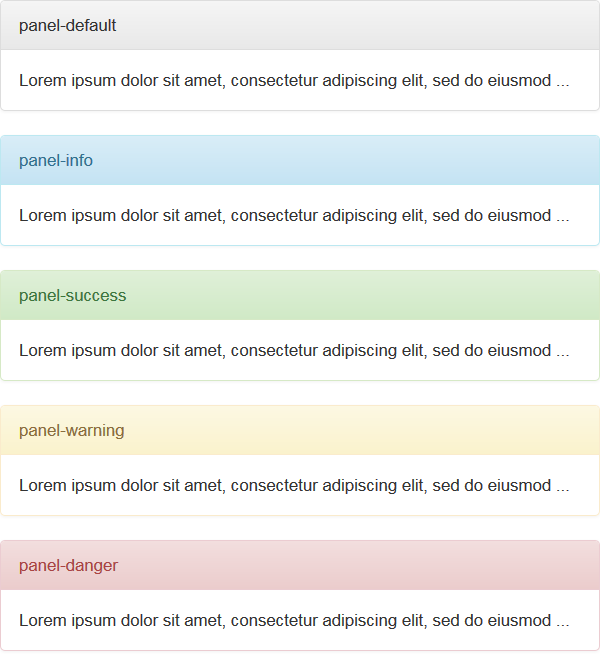 panel-default
Lorem ipsum dolor sit amet, consectetur adipiscing elit, sed do eiusmod ...
panel-info
Lorem ipsum dolor sit amet, consectetur adipiscing elit, sed do eiusmod ...
panel-success
Lorem ipsum dolor sit amet, consectetur adipiscing elit, sed do eiusmod ...
panel-warning
Lorem ipsum dolor sit amet, consectetur adipiscing elit, sed do eiusmod ...
panel-danger
Lorem ipsum dolor sit amet, consectetur adipiscing elit, sed do eiusmod ...